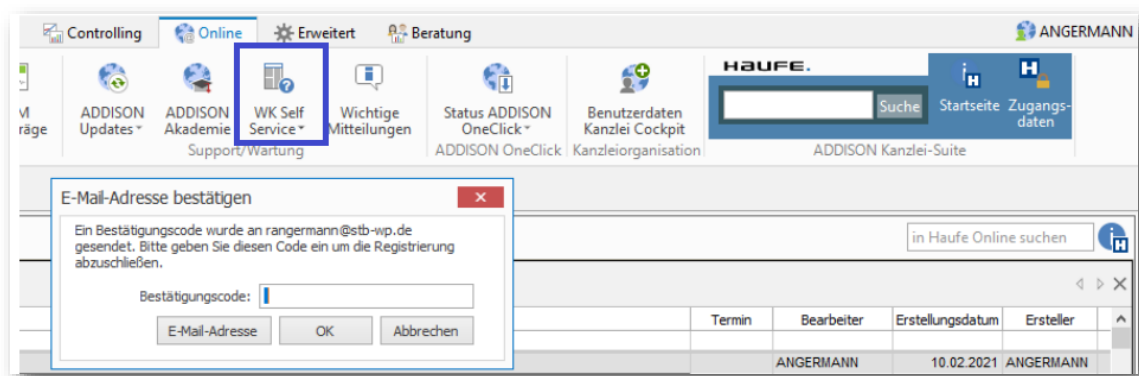 Controlling
Online
Erweitert
Beratung
ANGERMANN
räge
ADDISON
Updates
ADDISON
Akademie
WK Self
Service
Wichtige
Mitteilungen
Support/Wartung
Status ADDISON
OneClick
ADDISON OneClick
Benutzerdaten
Kanzlei Cockpit
Kanzleiorganisation
HAUFE.
Suche
Startseite
Zugangs-
daten
ADDISON Kanzlei-Suite
E-Mail-Adresse bestätigen
Ein Bestätigungscode wurde an rangermann@stb-wp.de
gesendet. Bitte geben Sie diesen Code ein um die Registrierung
abzuschließen.
Bestätigungscode:
E-Mail-Adresse
OK
Abbrechen
in Haufe Online suchen
Termin
Bearbeiter
Erstellungsdatum
Ersteller
ANGERMANN
10.02.2021
ANGERMANN